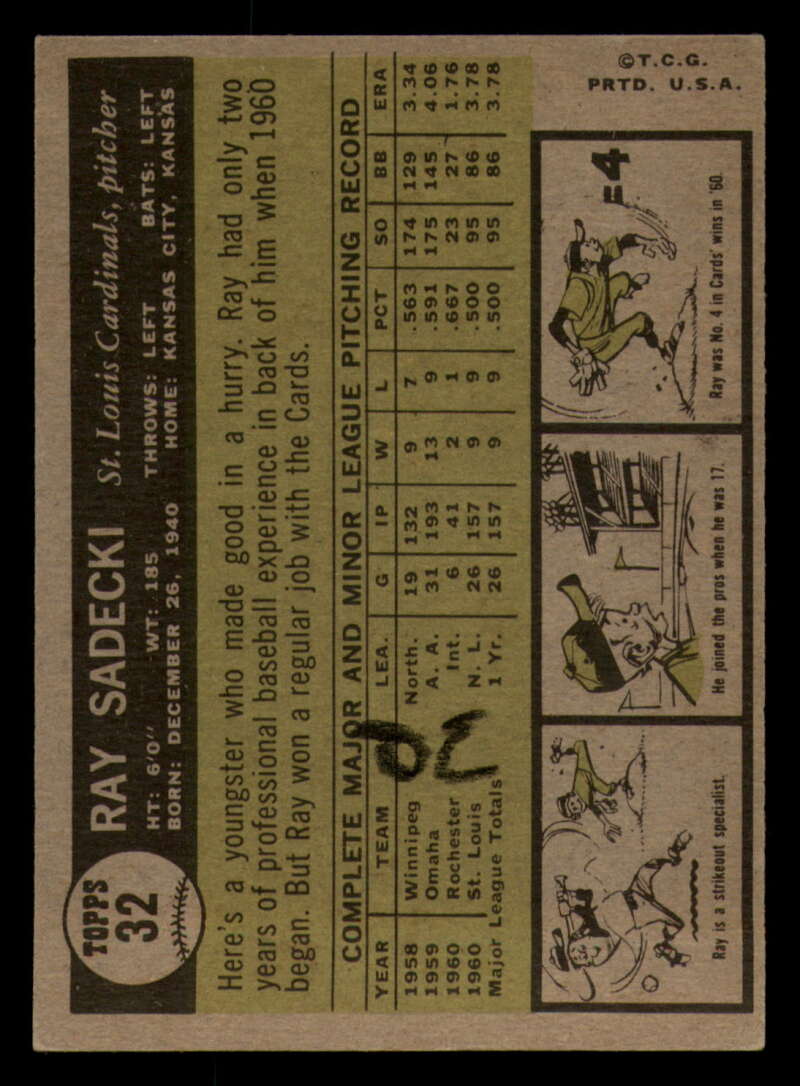 TOPPS
32
RAY SADECKI St. Louis Cardinals, pitcher
HT: 6'0" WT: 185 THROWS: LEFT BATS: LEFT
BORN: DECEMBER 26, 1940 HOME: KANSAS CITY, KANSAS
Here's a youngster who made good in a hurry. Ray had only two
years of professional baseball experience in back of him when 1960
began. But Ray won a regular job with the Cards.
COMPLETE MAJOR AND MINOR LEAGUE PITCHING RECORD
YEAR TEAM LEA. G IP W L PCT SO BB ERA
1958 Winnipeg North. 19 132 9 7 .563 174 129 3.34
1959 Omaha A. A. 31 193 13 9 .591 175 145 4.06
1960 Rochester Int. 6 41 2 1 .667 23 27 1.76
1960 St. Louis N. L. 26 157 9 9 .500 95 86 3.78
Major League Totals 1 Yr. 26 157 9 9 .500 95 86 3.78
Ray is a strikeout specialist.
He joined the pros when he was 17.
=4
Ray was No. 4 in Cards' wins in '60.
©T.C.G.
PRTD. U.S.A.